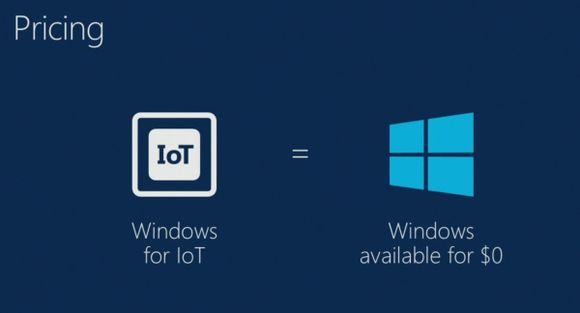 Pricing
IoT
=
Windows
for IoT
Windows
available for $0